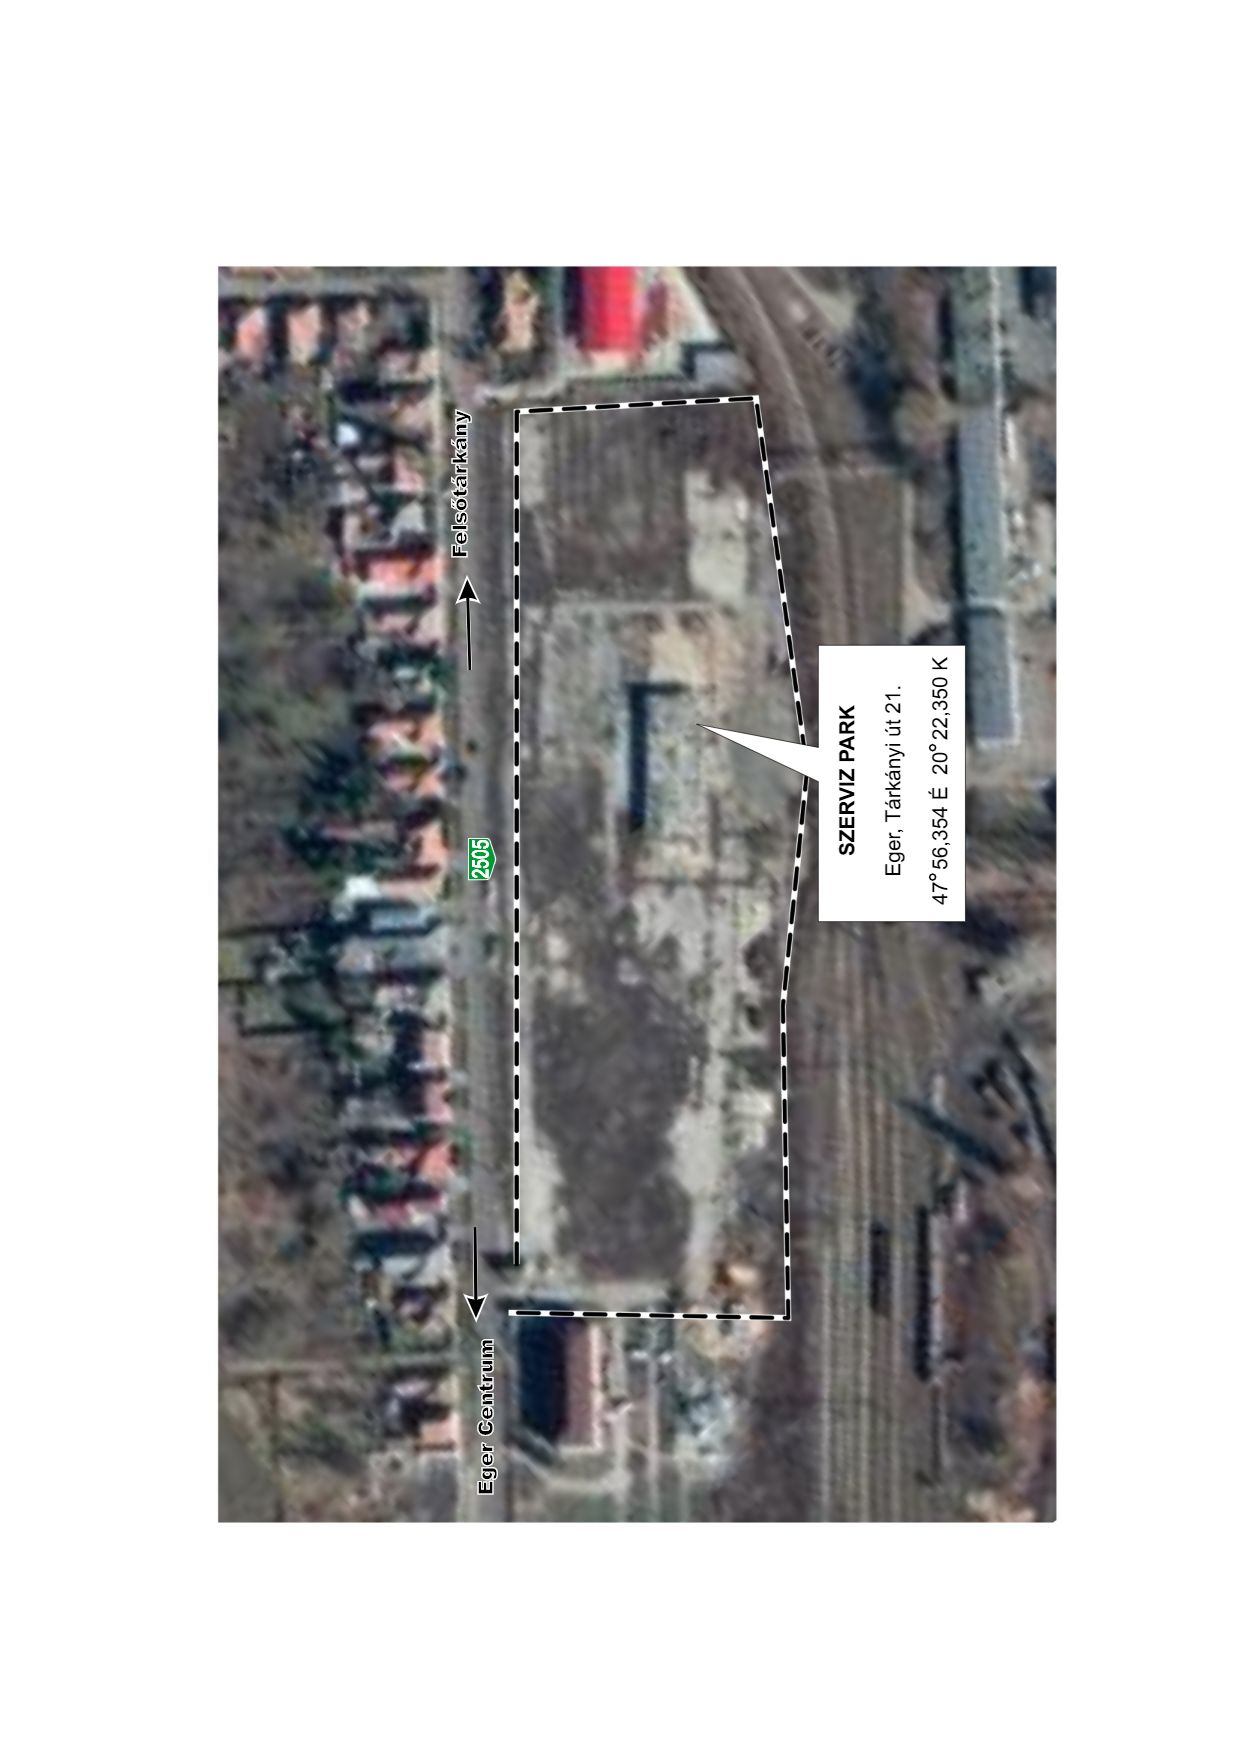 Felsőtárkány
2505
Eger Centrum
SZERVIZ PARK
Eger, Tárkányi út 21.
47° 56,354 É 20° 22,350 K